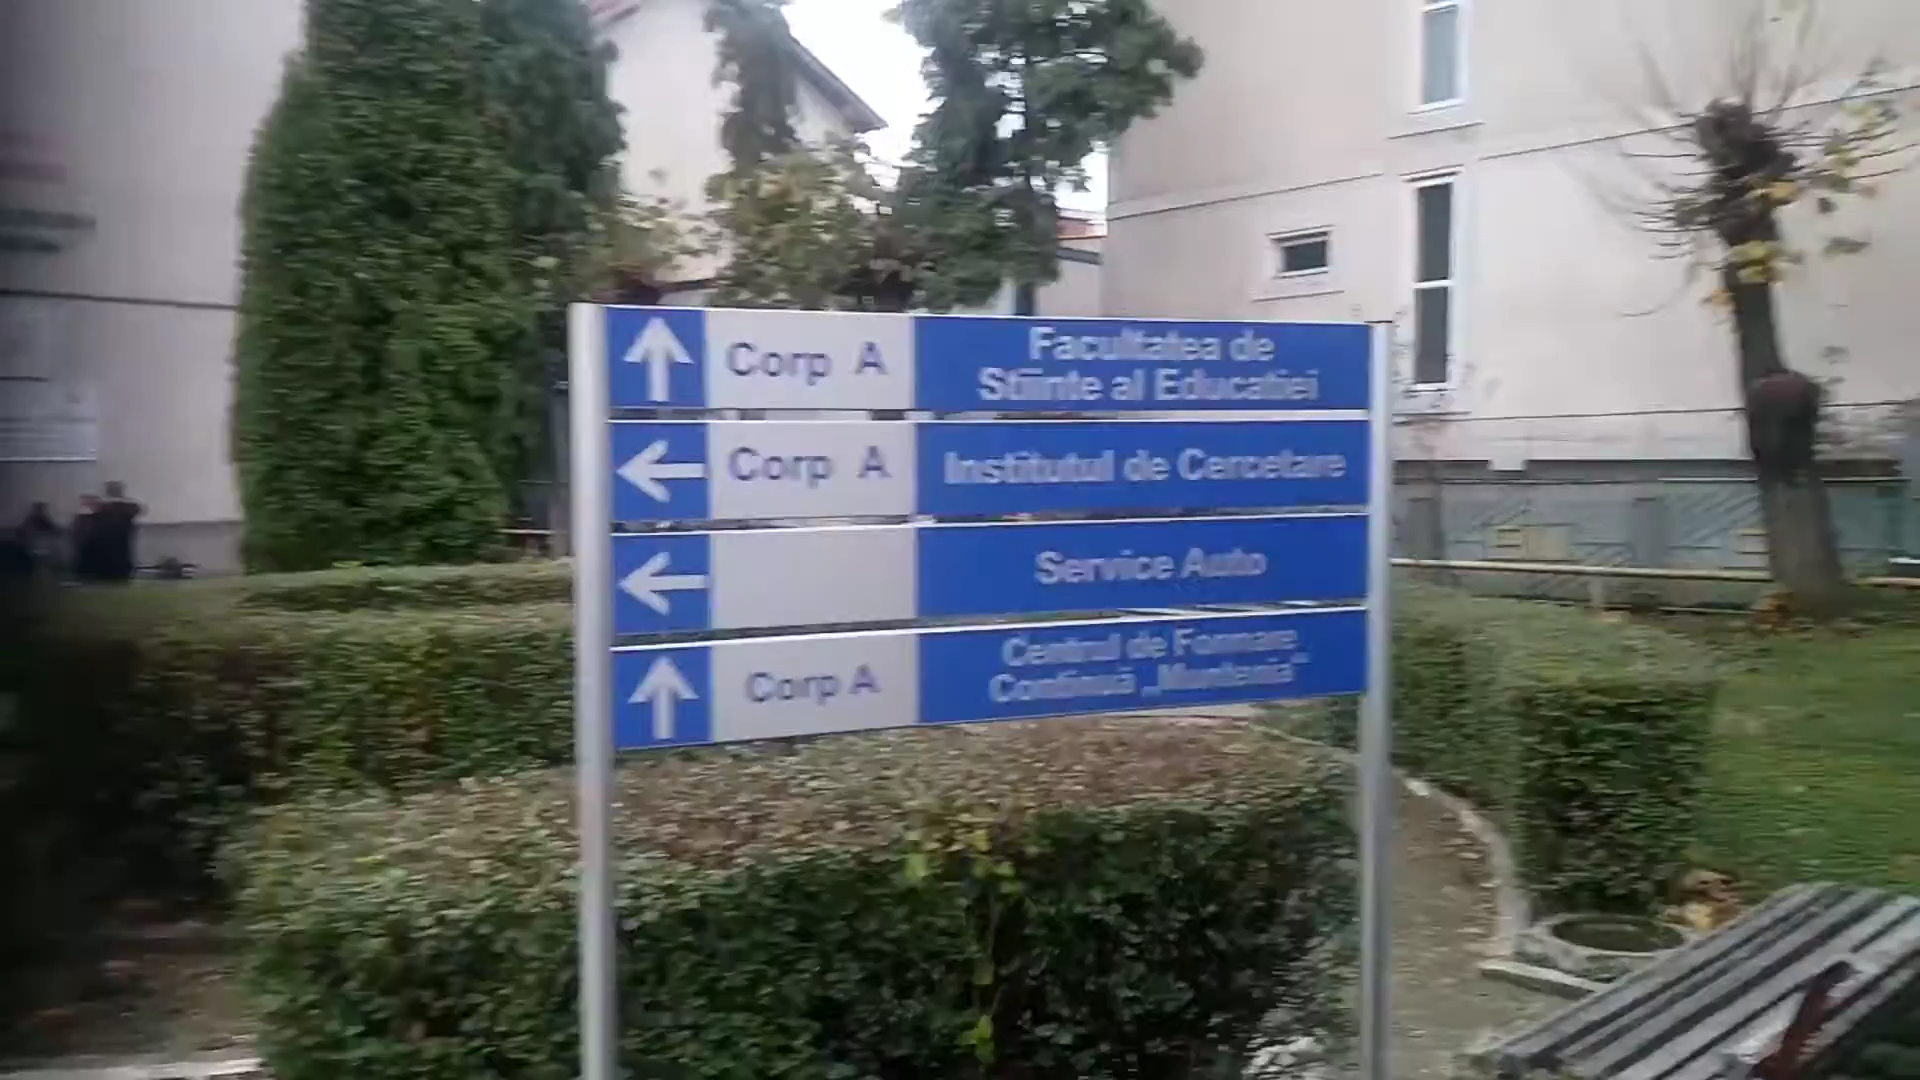 Corp A
Facultatea de
Stiinte al Educatiei
Corp A
Institutul de Cercetare
Service Auto
Corp A
Centrul de Formare
Continuă „Muntenia”